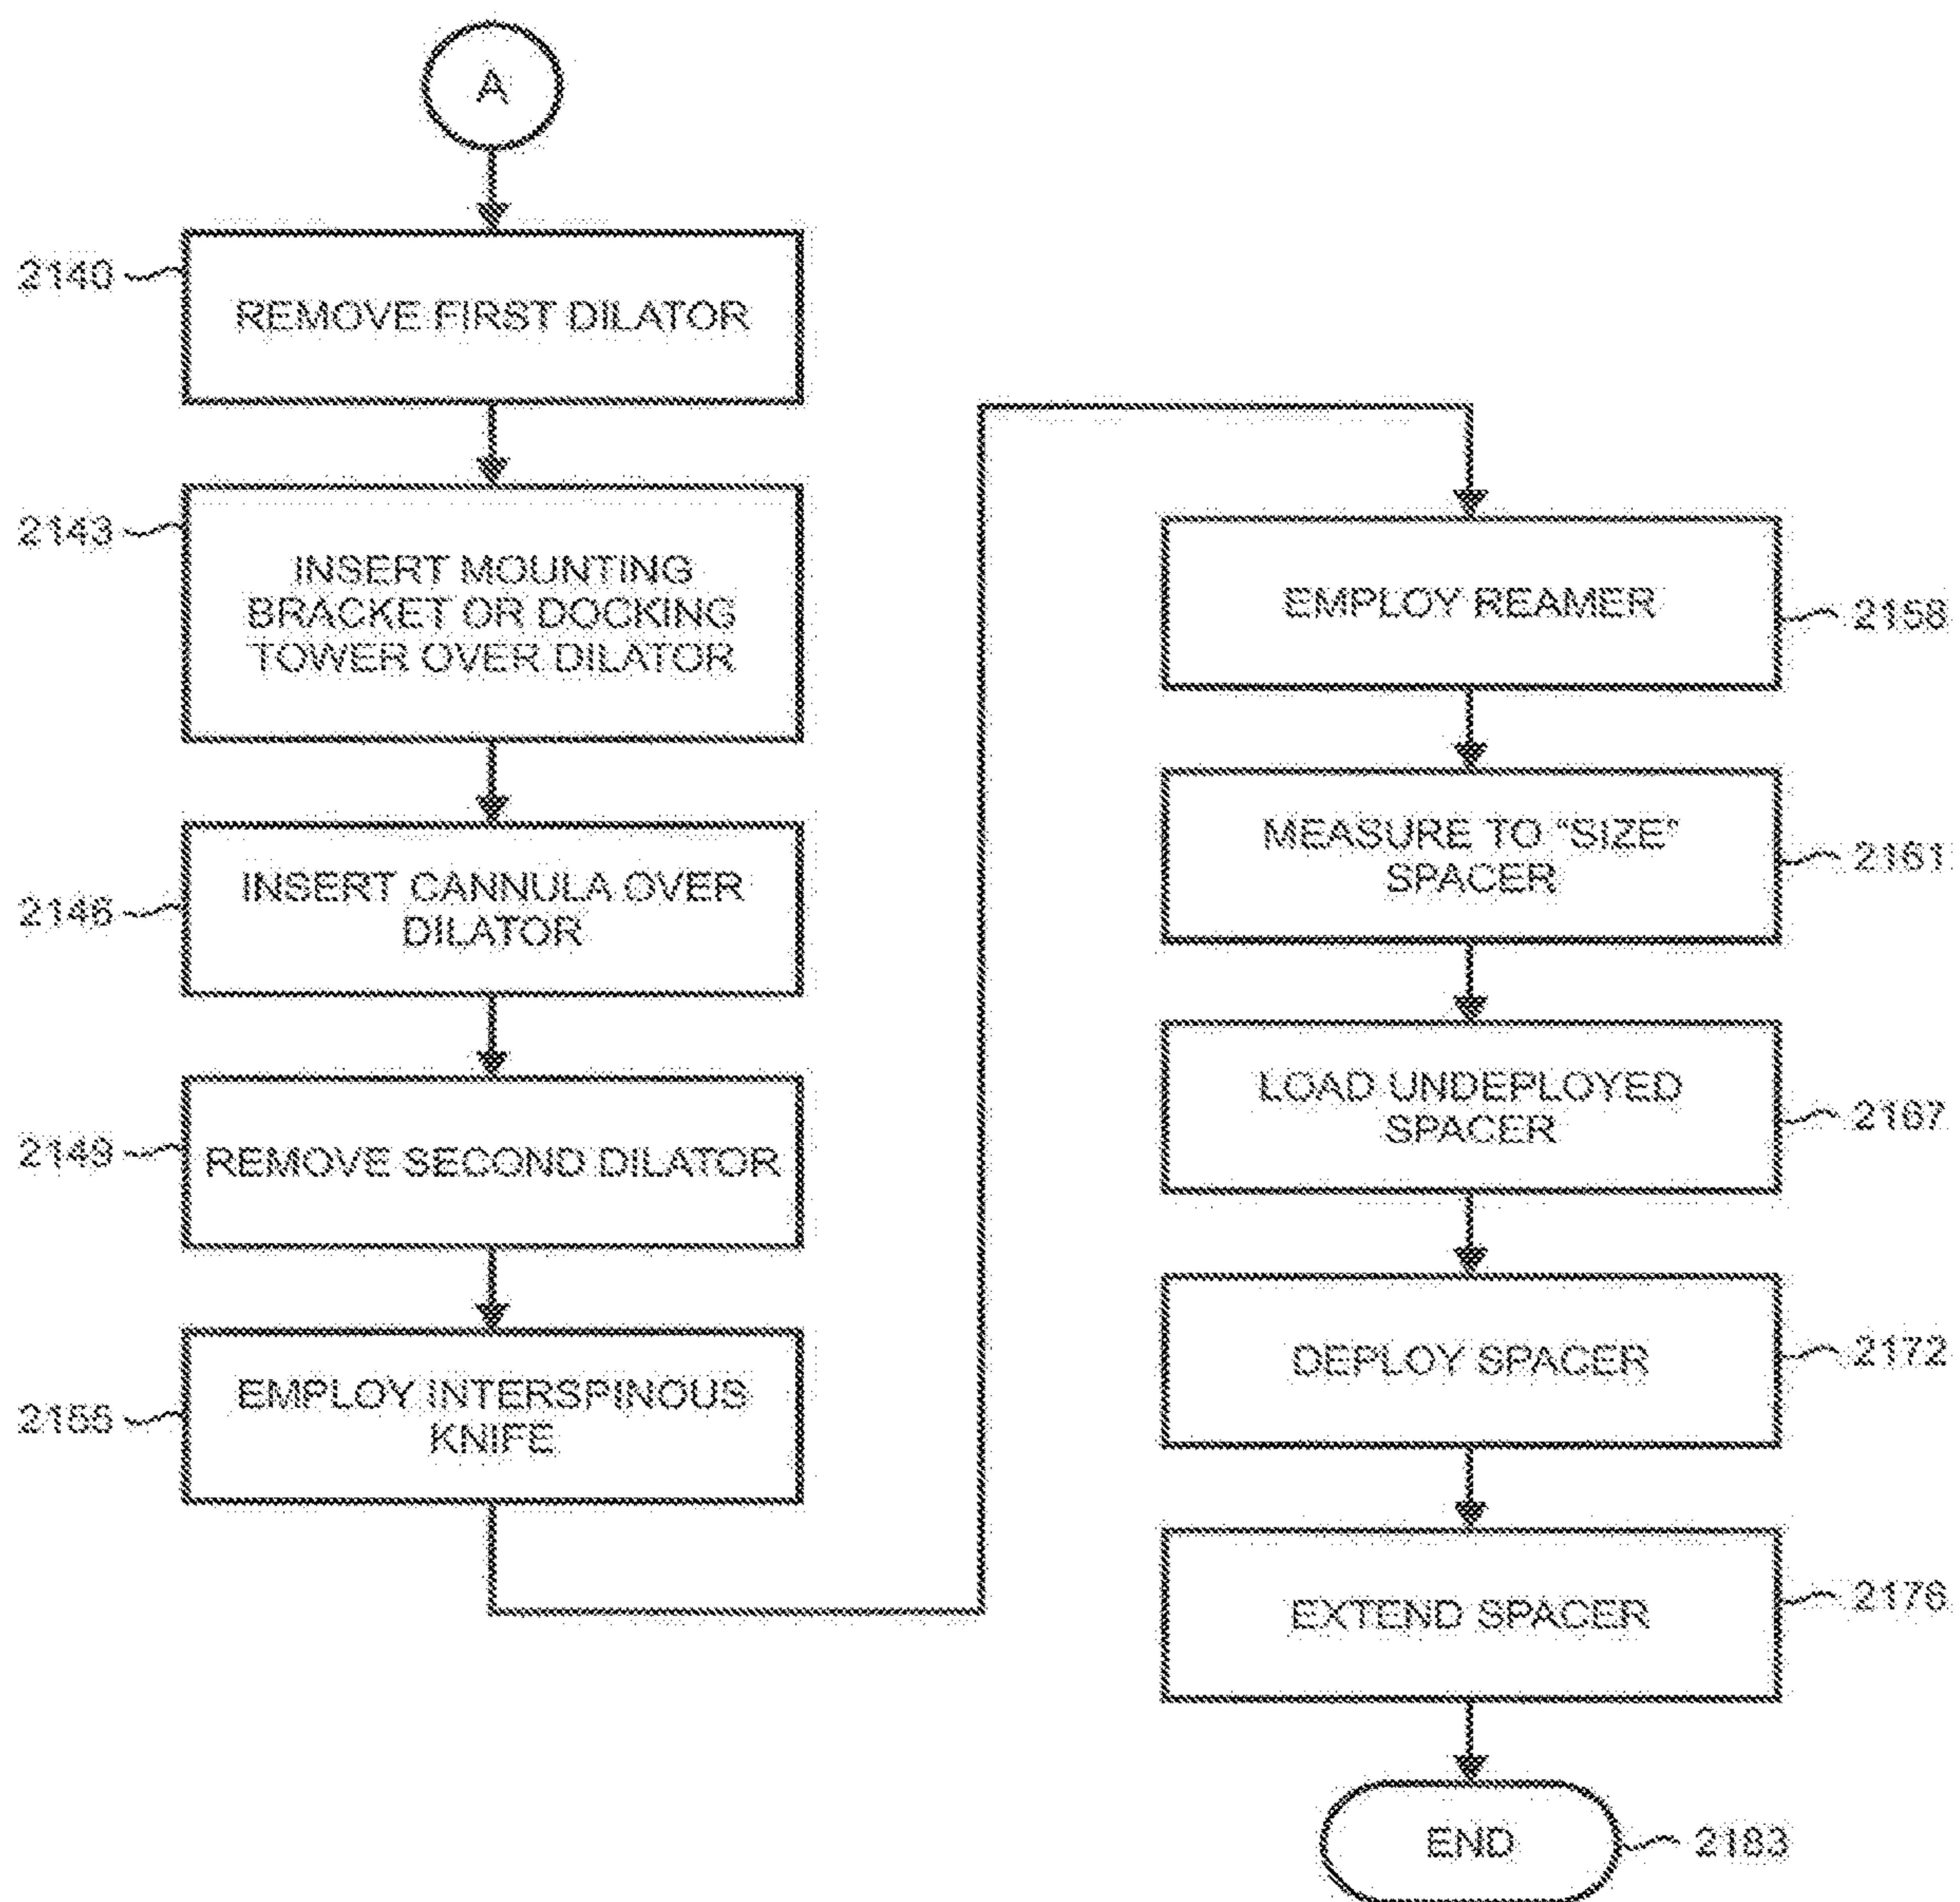 A
2140
REMOVE FIRST DILATOR
2143
INSERT MOUNTING
BRACKET OR DOCKING
TOWER OVER DILATOR
2146
INSERT CANNULA OVER
DILATOR
2149
REMOVE SECOND DILATOR
2155
EMPLOY INTERSPINOUS
KNIFE
EMPLOY REAMER
2158
MEASURE TO "SIZE"
SPACER
2161
LOAD UNDEPLOYED
SPACER
2167
DEPLOY SPACER
2172
EXTEND SPACER
2176
END
2183